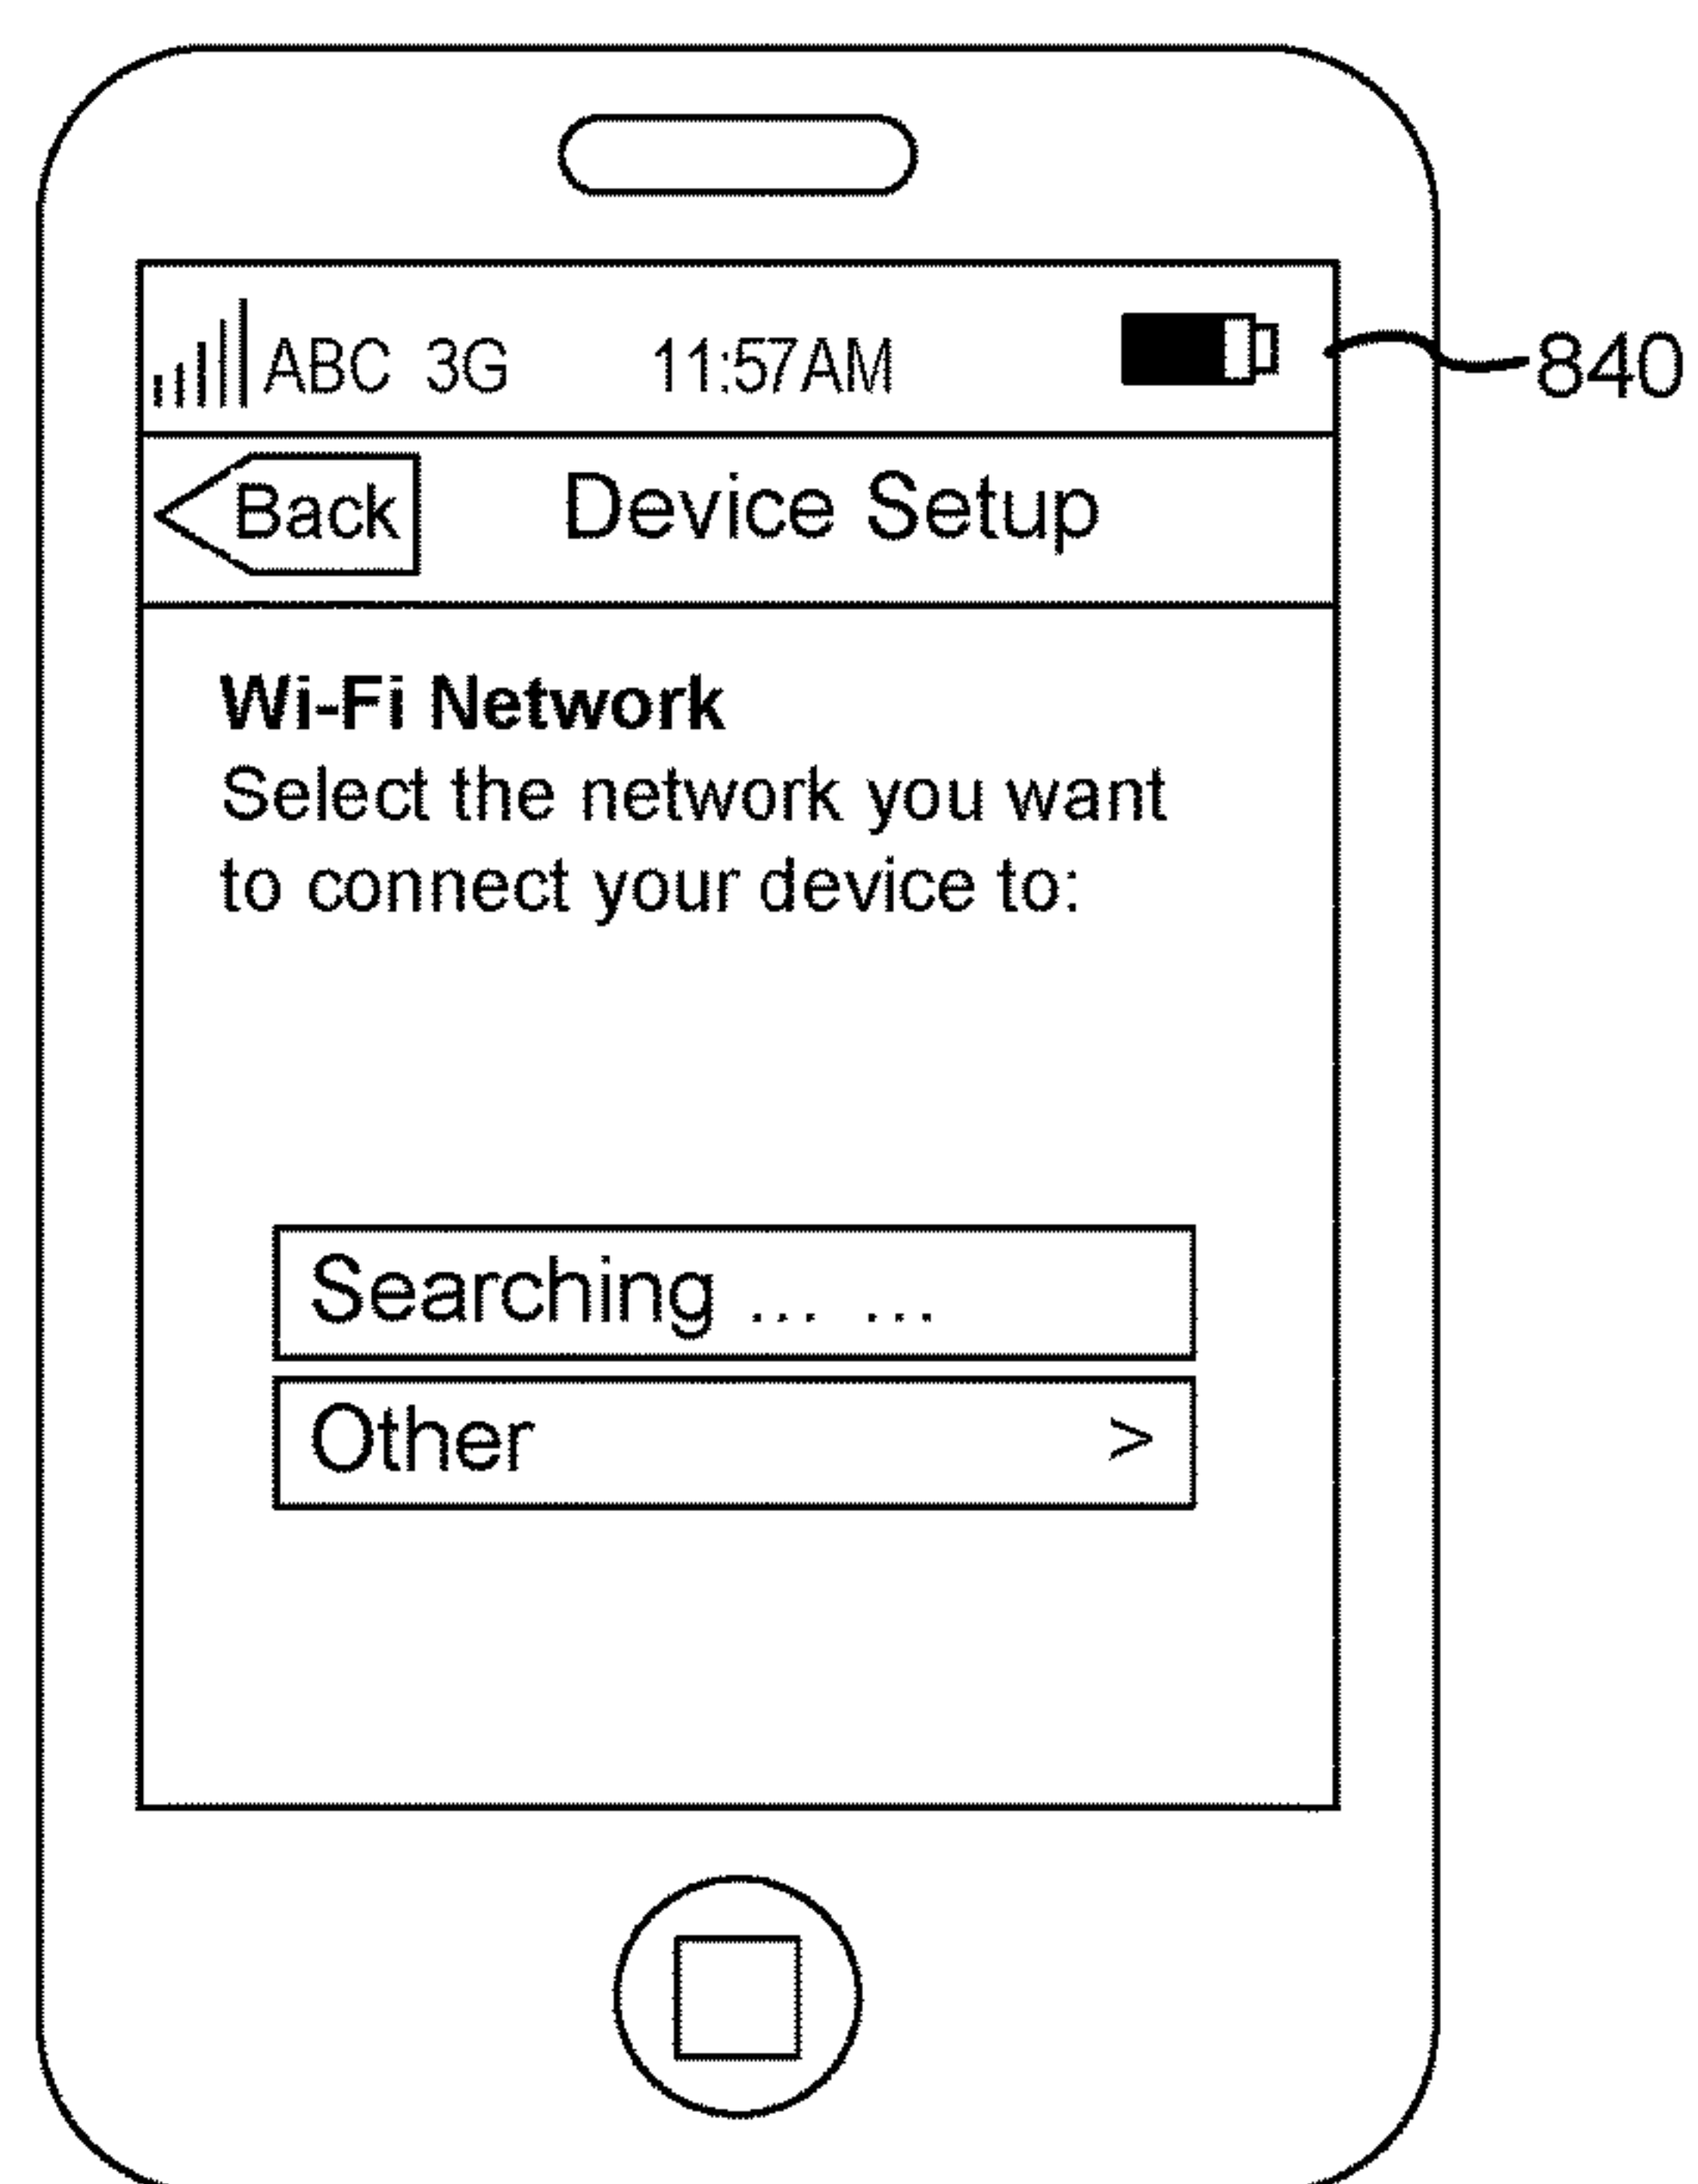 ABC 3G 11:57AM
840
Back Device Setup
Wi-Fi Network
Select the network you want
to connect your device to:
Searching ... ...
Other >